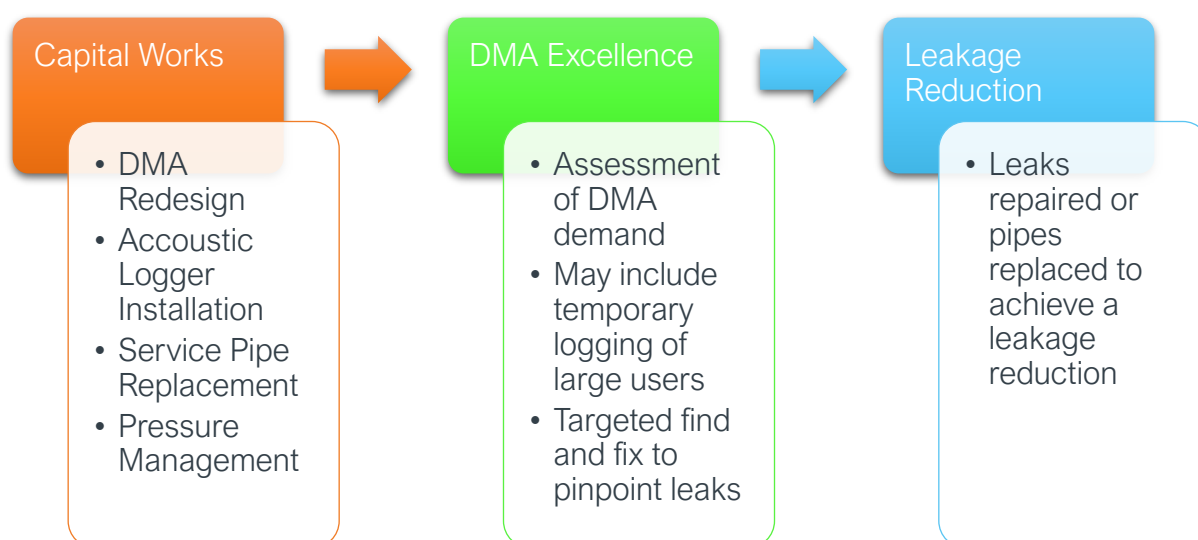 Capital Works
• DMA
Redesign
• Accoustic
Logger
Installation
• Service Pipe
Replacement
• Pressure
Management
DMA Excellence
• Assessment
of DMA
demand
• May include
temporary
logging of
large users
• Targeted find
and fix to
pinpoint leaks
Leakage
Reduction
• Leaks
repaired or
pipes
replaced to
achieve a
leakage
reduction